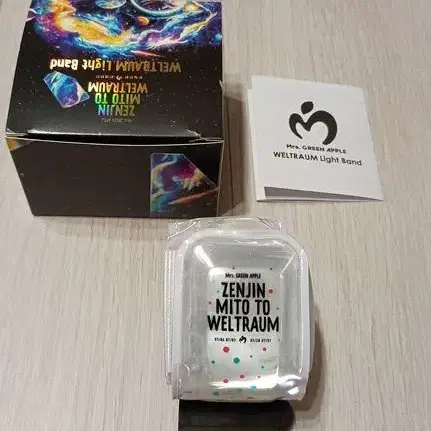 WELTRAUM Light Band
ZENJIN
MITO TO
WELTRAUM
Mrs. GREEN APPLE
WELTRAUM Light Band
Mrs. GREEN APPLE
ZENJIN
MITO TO
WELTRAUM